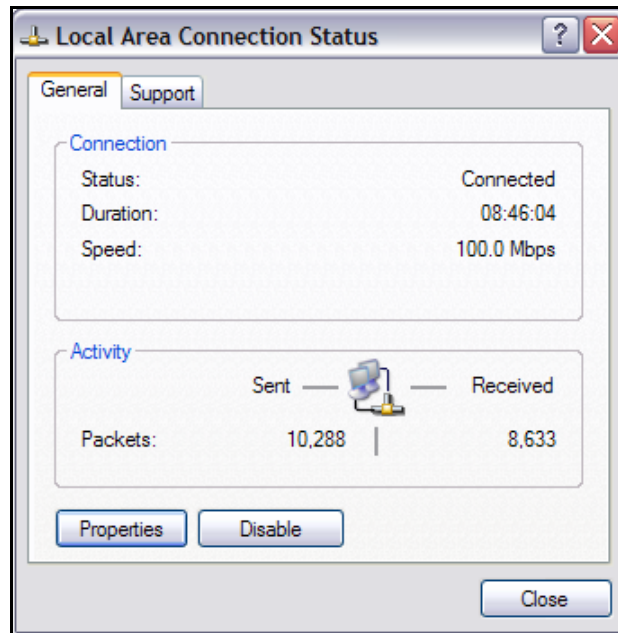 Local Area Connection Status ?
General Support
Connection
Status: Connected
Duration: 08:46:04
Speed: 100.0 Mbps
Activity
Sent Received
Packets: 10,288 8,633
Properties Disable
Close